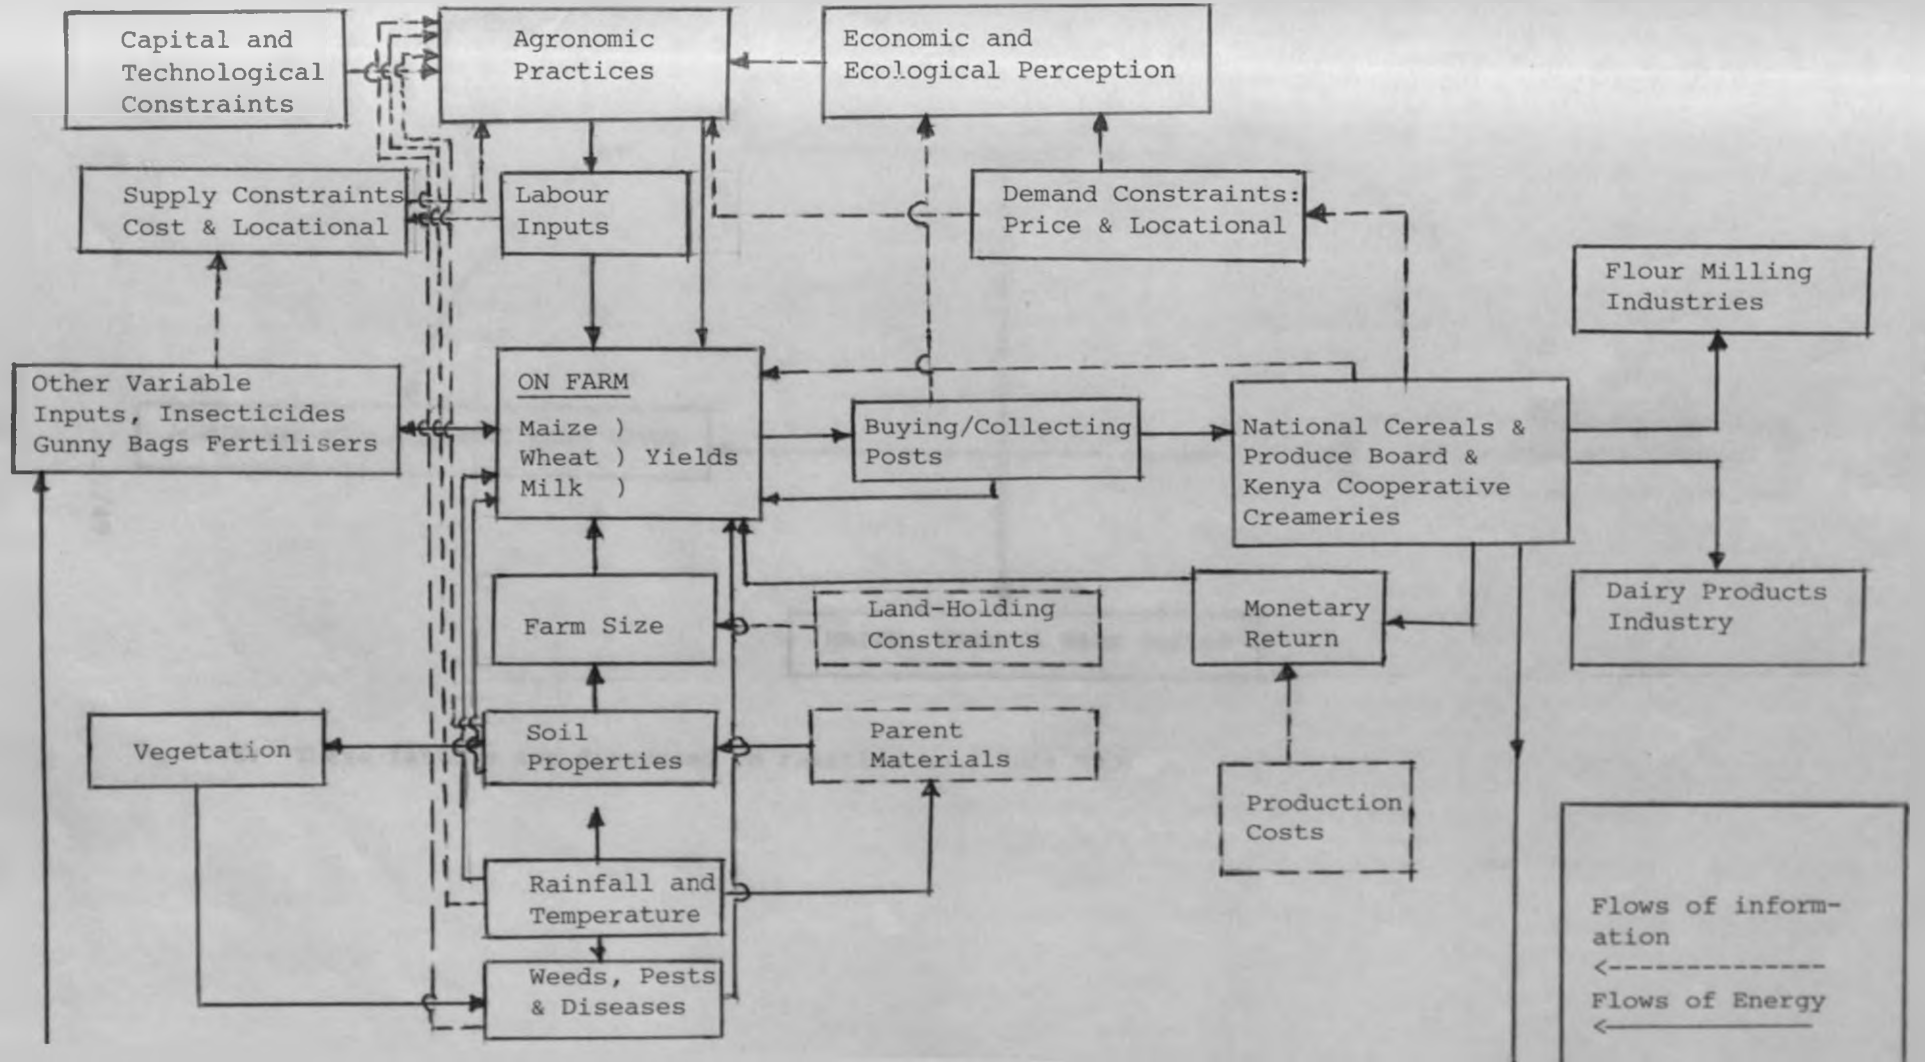 Capital and
Technological
Constraints
Agronomic
Practices
Economic and
Ecological Perception
Supply Constraints
Cost & Locational
Labour
Inputs
Demand Constraints:
Price & Locational
Flour Milling
Industries
Other Variable
Inputs, Insecticides
Gunny Bags Fertilisers
ON FARM
Maize )
Wheat ) Yields
Milk )
Buying/Collecting
Posts
National Cereals &
Produce Board &
Kenya Cooperative
Creameries
Farm Size
Land-Holding
Constraints
Monetary
Return
Dairy Products
Industry
Vegetation
Soil
Properties
Parent
Materials
Production
Costs
Rainfall and
Temperature
Weeds, Pests
& Diseases
Flows of inform-
ation
Flows of Energy